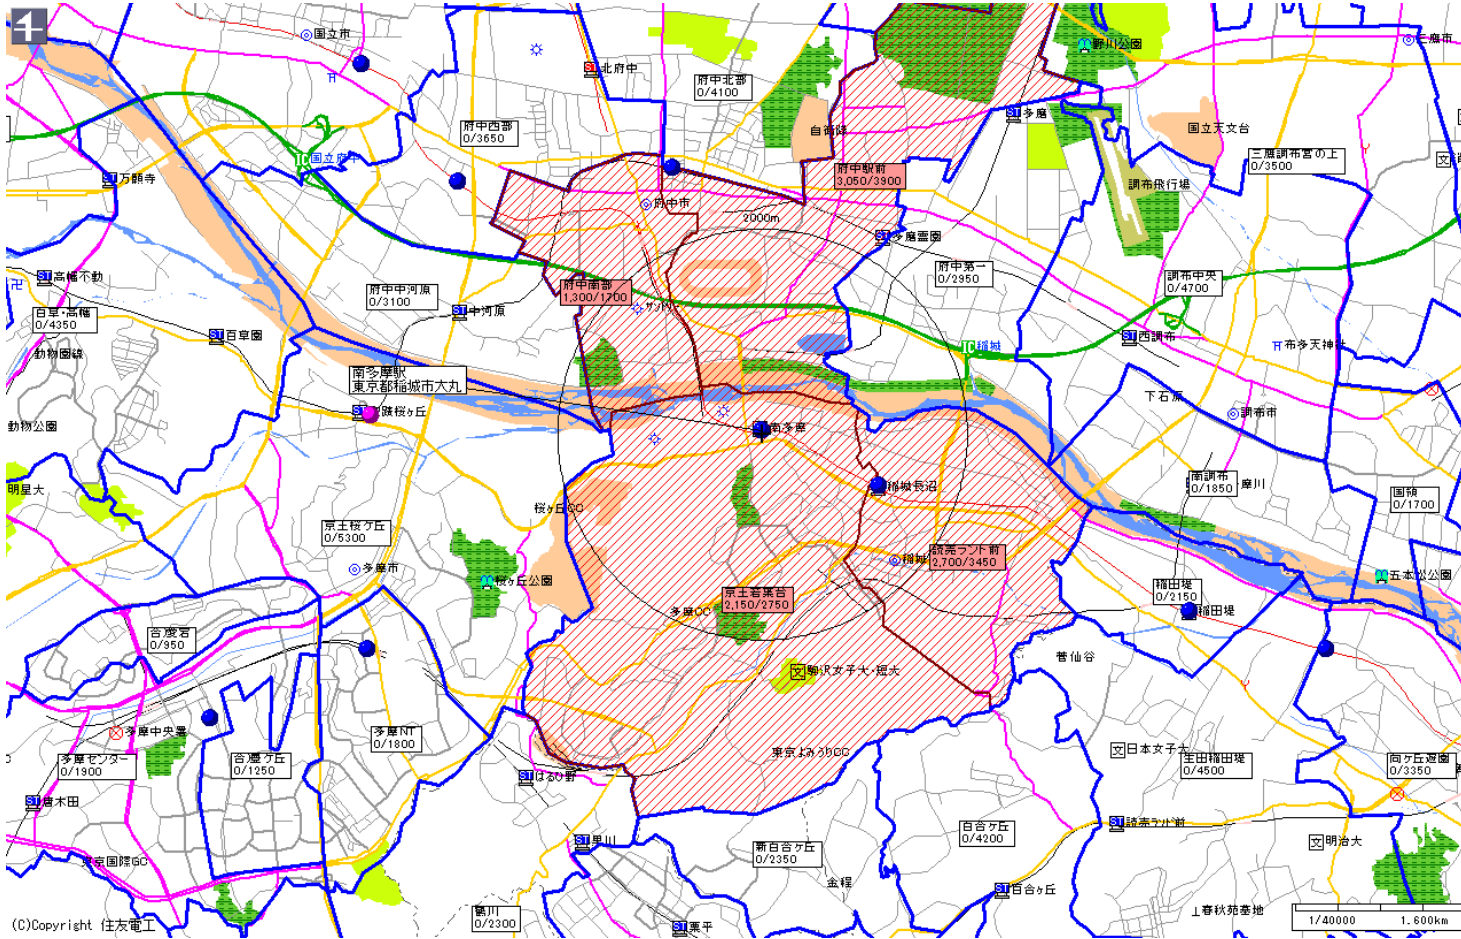 国立市
北府中
府中北部
0/4100
野川公園
三鷹市
府中西部
0/3650
自衛隊
多磨
国立天文台
IC国立府中
三鷹調布宮の上
0/3500
万願寺
府中駅前
3,050/3900
調布飛行場
府中市
2000m
多磨霊園
高幡不動
府中中河原
0/3100
府中南部
1,300/1700
府中第一
0/2950
調布中央
0/4700
百草・高幡
0/4350
中河原
サントリー
百草園
IC稲城
西調布
布多天神社
動物園線
南多摩駅
東京都稲城市大丸
聖蹟桜ヶ丘
下石原
調布市
動物公園
南多摩
明星大
稲城長沼
南調布
0/1850
摩川
国領
0/1700
桜ヶ丘CC
京王桜ケ丘
0/5300
稲城
読売ランド前
2,700/3450
多摩市
桜ヶ丘公園
五本松公園
京王若葉台
2,150/2750
稲田堤
0/2150
稲田堤
多摩CC
0/950
菅仙谷
駒沢女子大・短大
多摩中央署
多摩NT
0/1800
東京よみうりCC
日本女子大
多摩センター
0/1900
0/1250
生田稲田堤
0/4500
向ケ丘遊園
0/3350
はるひ野
唐木田
読売ランド前
百合ケ丘
0/4200
黒川
新百合ケ丘
0/2350
明治大
東京国際GC
金程
百合ヶ丘
鶴川
0/2300
春秋苑墓地
栗平
(C)Copyright 住友電工
1/40000
1.600km